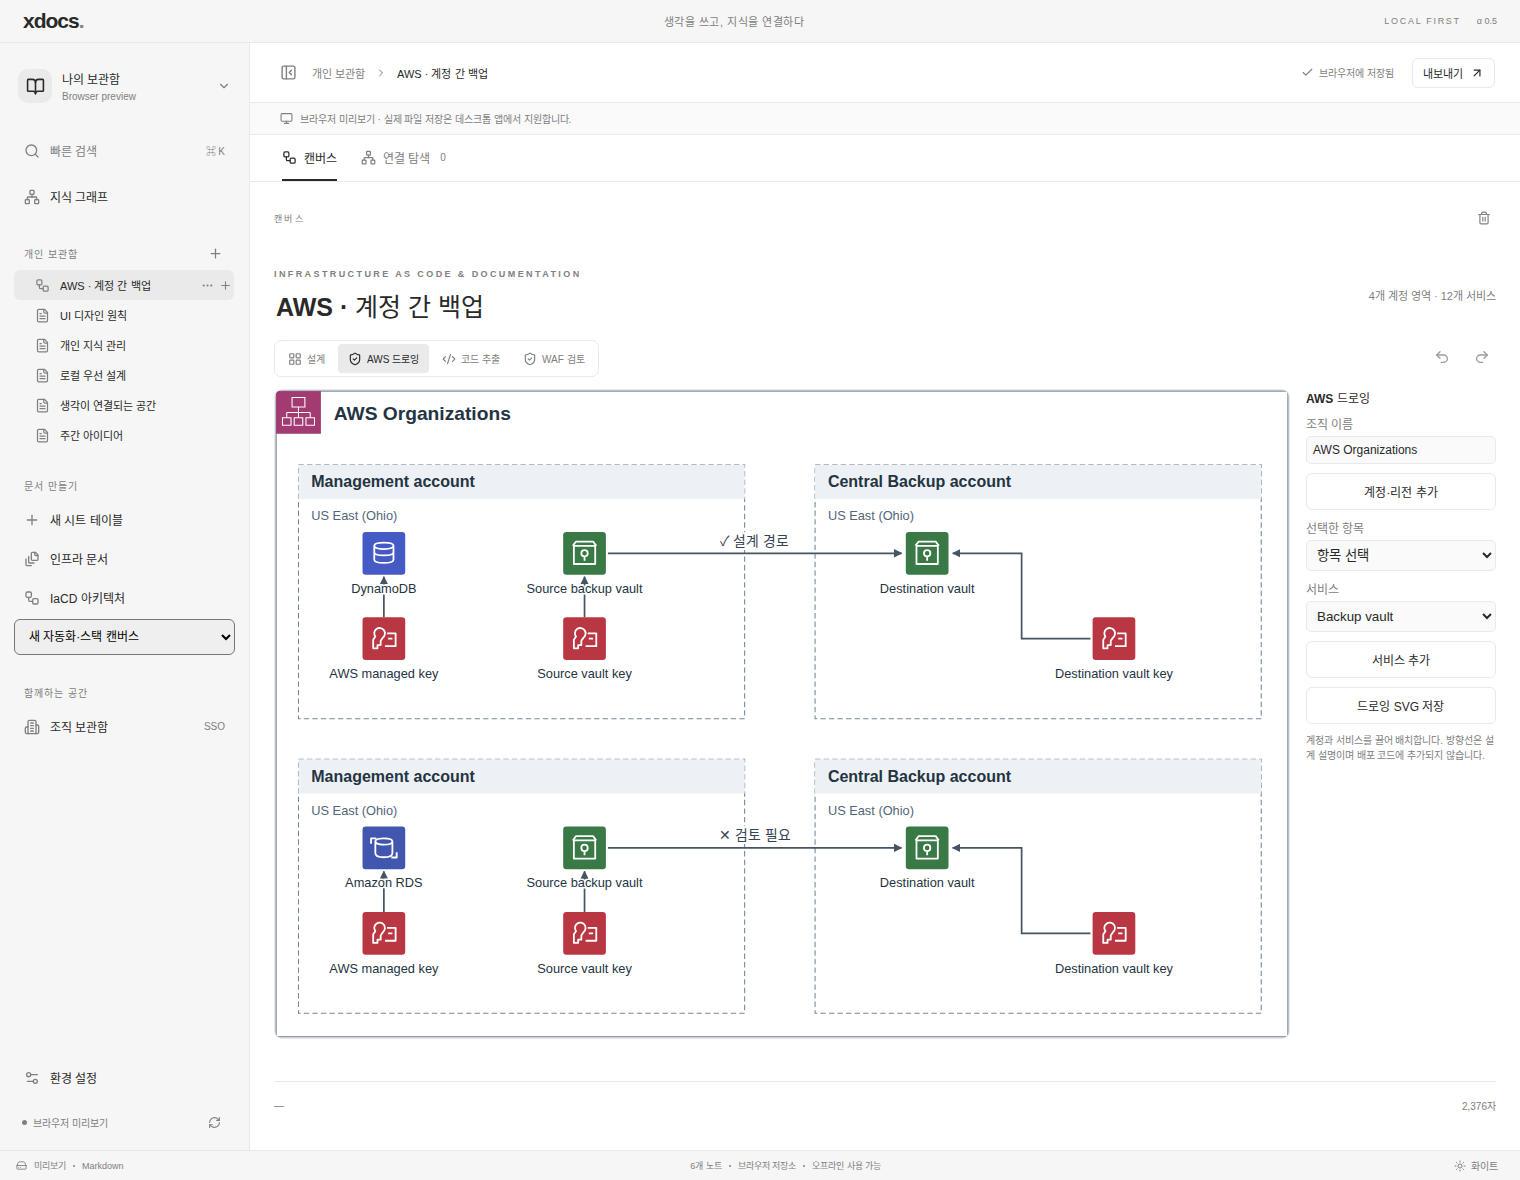 xdocs.
생각을 쓰고, 지식을 연결하다
LOCAL FIRST
α 0.5
나의 보관함
Browser preview
빠른 검색
⌘ K
지식 그래프
개인 보관함
AWS · 계정 간 백업
UI 디자인 원칙
개인 지식 관리
로컬 우선 설계
생각이 연결되는 공간
주간 아이디어
문서 만들기
새 시트 테이블
인프라 문서
IaCD 아키텍처
새 자동화·스택 캔버스
함께하는 공간
조직 보관함
SSO
환경 설정
브라우저 미리보기
개인 보관함
AWS · 계정 간 백업
브라우저에 저장됨
내보내기
브라우저 미리보기 · 실제 파일 저장은 데스크톱 앱에서 지원합니다.
캔버스
연결 탐색 0
캔버스
INFRASTRUCTURE AS CODE & DOCUMENTATION
AWS · 계정 간 백업
4개 계정 영역 · 12개 서비스
설계
AWS 드로잉
코드 추출
WAF 검토
AWS Organizations
Management account
US East (Ohio)
DynamoDB
Source backup vault
AWS managed key
Source vault key
✓ 설계 경로
Central Backup account
US East (Ohio)
Destination vault
Destination vault key
Management account
US East (Ohio)
Amazon RDS
Source backup vault
AWS managed key
Source vault key
✕ 검토 필요
Central Backup account
US East (Ohio)
Destination vault
Destination vault key
AWS 드로잉
조직 이름
AWS Organizations
계정·리전 추가
선택한 항목
항목 선택
서비스
Backup vault
서비스 추가
드로잉 SVG 저장
계정과 서비스를 끌어 배치합니다. 방향선은 설
계 설명이며 배포 코드에 추가되지 않습니다.
—
2,376자
미리보기 · Markdown
6개 노트 · 브라우저 저장소 · 오프라인 사용 가능
화이트